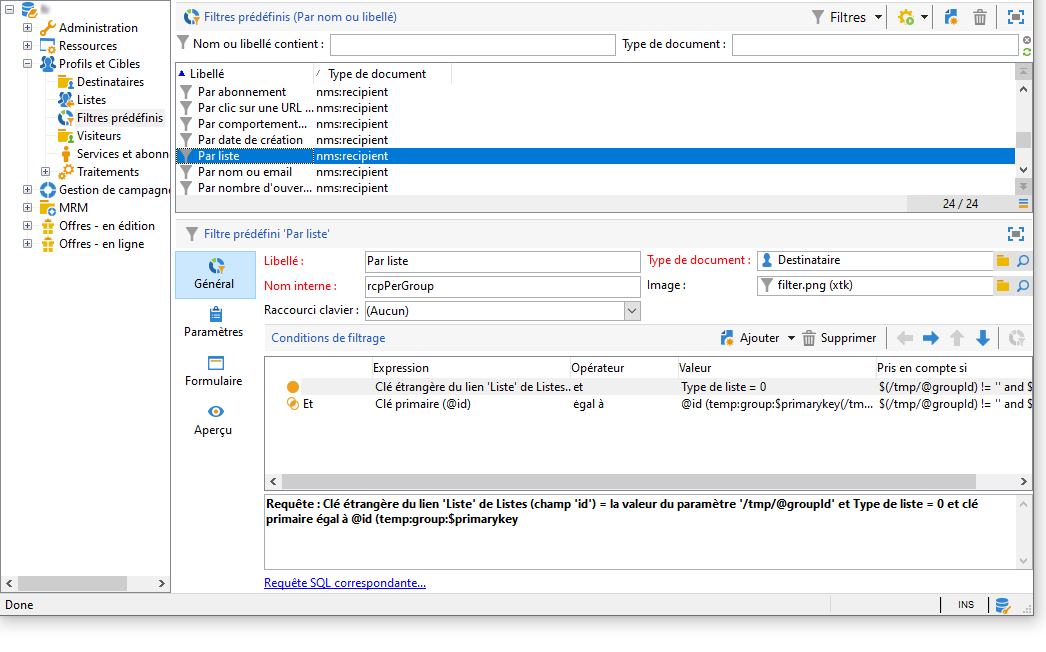 Administration
Ressources
Profils et Cibles
Destinataires
Listes
Filtres prédéfinis
Visiteurs
Services et abonn
Traitements
Gestion de campagne
MRM
Offres - en édition
Offres - en ligne
Filtres prédéfinis (Par nom ou libellé)
Filtres
Nom ou libellé contient :
Type de document :
Libellé Type de document
Par abonnement nms:recipient
Par clic sur une URL ... nms:recipient
Par comportement... nms:recipient
Par date de création nms:recipient
Par liste nms:recipient
Par nom ou email nms:recipient
Par nombre d'ouver... nms:recipient
24 / 24
Filtre prédéfini 'Par liste'
Général
Paramètres
Formulaire
Aperçu
Libellé : Par liste Type de document : Destinataire
Nom interne : rcpPerGroup Image : filter.png (xtk)
Raccourci clavier : (Aucun)
Conditions de filtrage Ajouter Supprimer
Expression Opérateur Valeur Pris en compte si
Clé étrangère du lien 'Liste' de Listes.. et Type de liste = 0 $(/tmp/@groupId) != '' and $
Et Clé primaire (@id) égal à @id (temp:group:$primarykey(/tm... $(/tmp/@groupId) != '' and $
Requête : Clé étrangère du lien 'Liste' de Listes (champ 'id') = la valeur du paramètre '/tmp/@groupId' et Type de liste = 0 et clé
primaire égal à @id (temp:group:$primarykey
Requête SQL correspondante...
Done INS